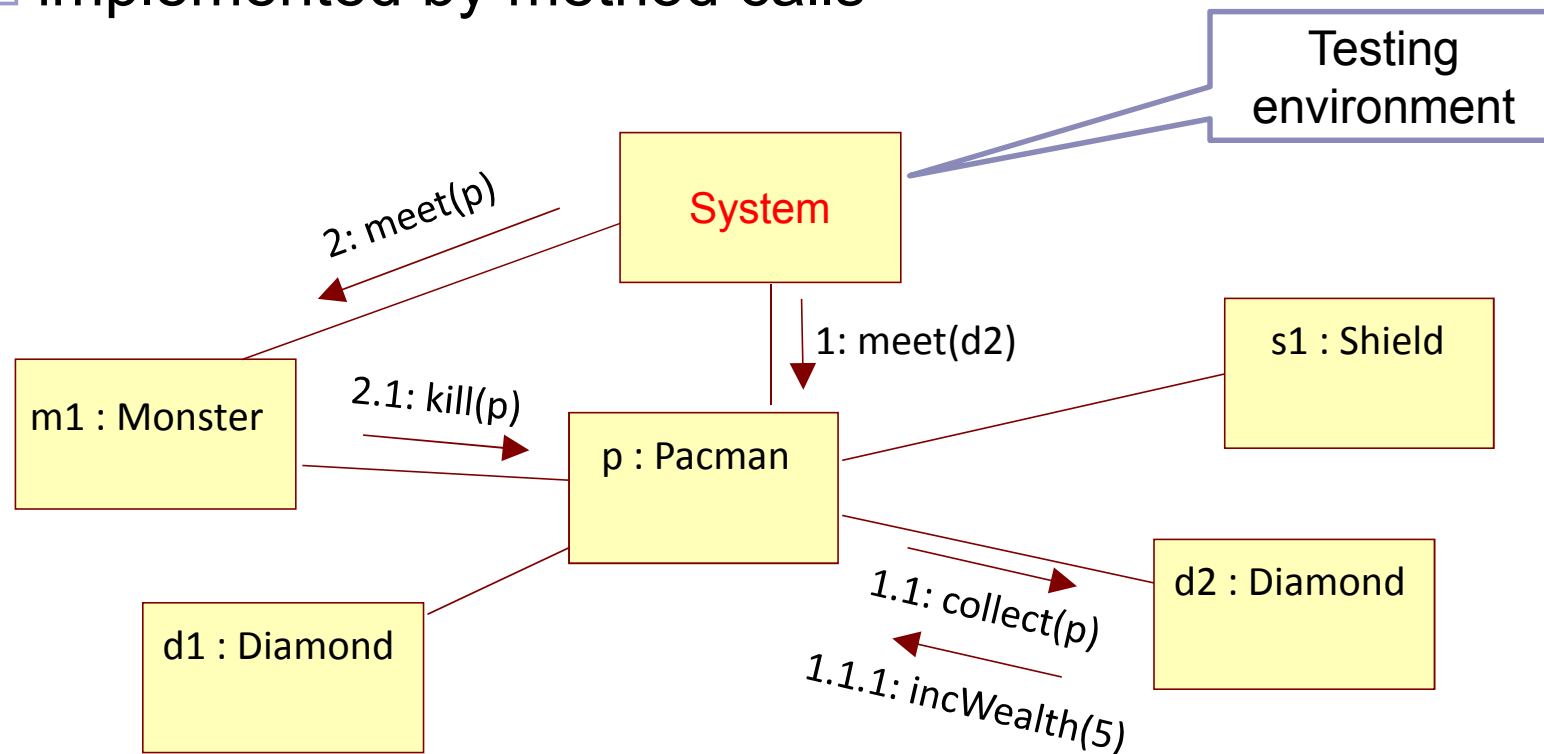 implemented by method calls
Testing
environment
System
2: meet(p)
1: meet(d2)
s1 : Shield
m1 : Monster
2.1: kill(p)
p : Pacman
d2 : Diamond
1.1: collect(p)
1.1.1: incWealth(5)
d1 : Diamond